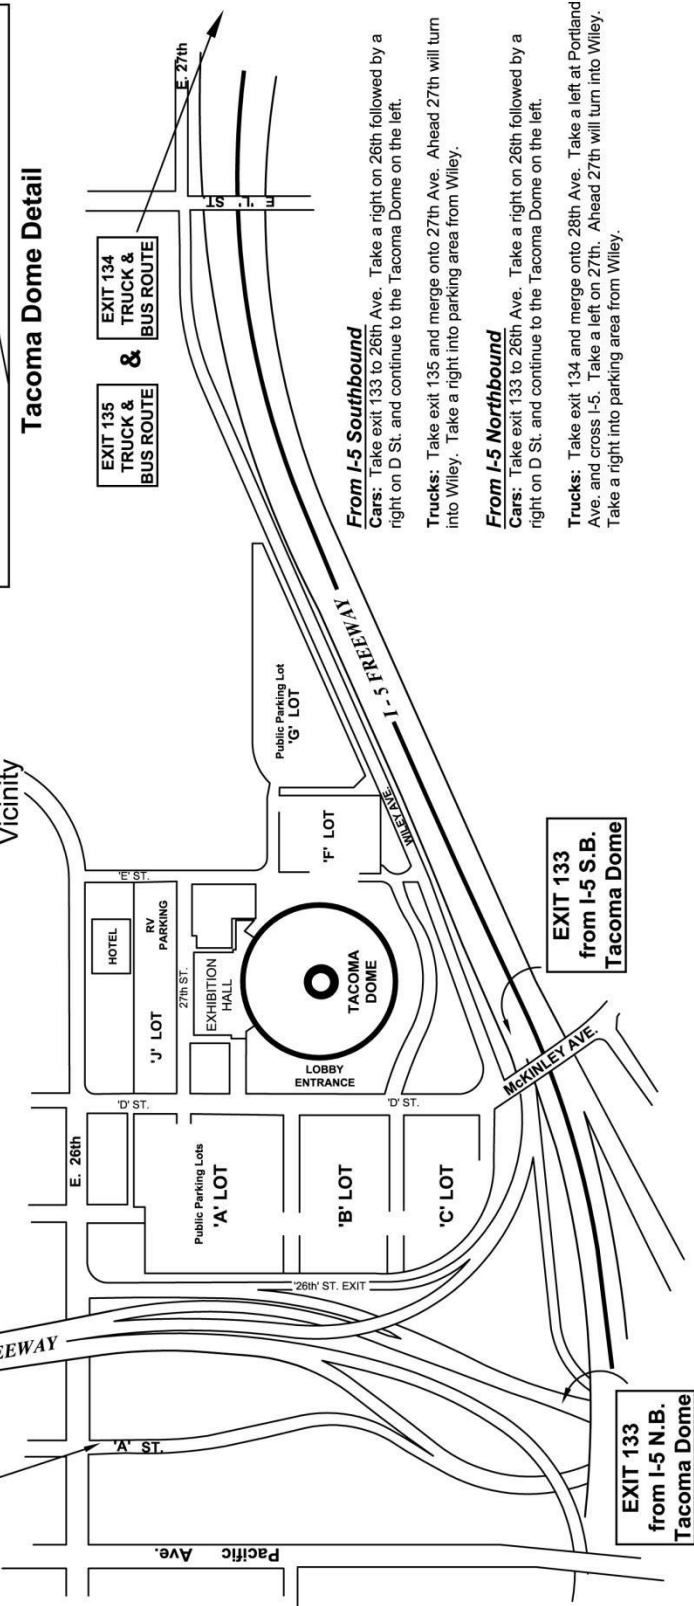 Tacoma Dome Detail
EXIT 135
TRUCK &
BUS ROUTE
&
EXIT 134
TRUCK &
BUS ROUTE
E. 27th
E 'L' ST.
Vicinity
From I-5 Southbound
Cars: Take exit 133 to 26th Ave. Take a right on 26th followed by a
right on D St. and continue to the Tacoma Dome on the left.
Trucks: Take exit 135 and merge onto 27th Ave. Ahead 27th will turn
into Wiley. Take a right into parking area from Wiley.
From I-5 Northbound
Cars: Take exit 133 to 26th Ave. Take a right on 26th followed by a
right on D St. and continue to the Tacoma Dome on the left.
Trucks: Take exit 134 and merge onto 28th Ave. Take a left at Portland
Ave. and cross I-5. Take a left on 27th. Ahead 27th will turn into Wiley.
Take a right into parking area from Wiley.
E. 26th
'E' ST.
HOTEL
RV
PARKING
'J' LOT
27th ST.
EXHIBITION
HALL
TACOMA
DOME
LOBBY
ENTRANCE
'F' LOT
Public Parking Lot
'G' LOT
WILEY AVE.
I - 5 FREEWAY
'D' ST.
'D' ST.
Public Parking Lots
'A' LOT
'B' LOT
'C' LOT
'26th' ST. EXIT
McKINLEY AVE.
EXIT 133
from I-5 S.B.
Tacoma Dome
EEWAY
'A' ST.
Pacific Ave.
EXIT 133
from I-5 N.B.
Tacoma Dome